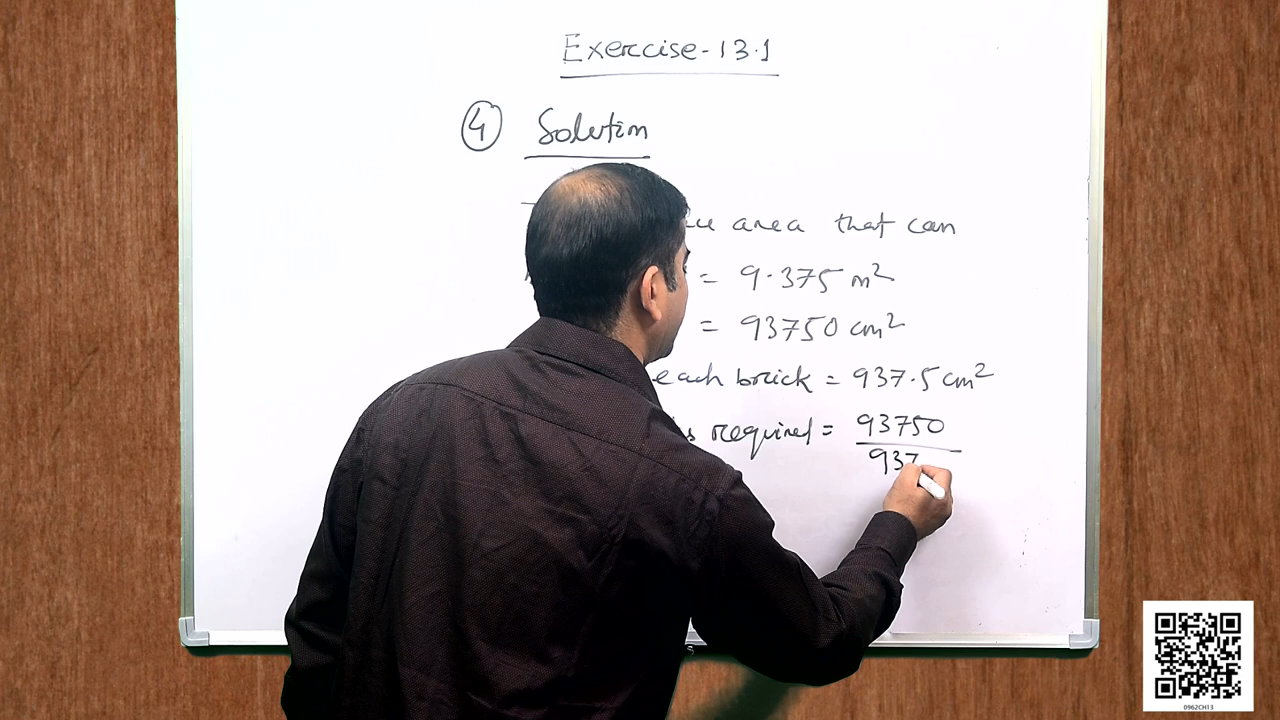 Exercise-13.1
4 Solution
area that can
= 9.375 m²
= 93750 cm²
each brick = 937.5 cm²
required = 93750
937
0962CH13